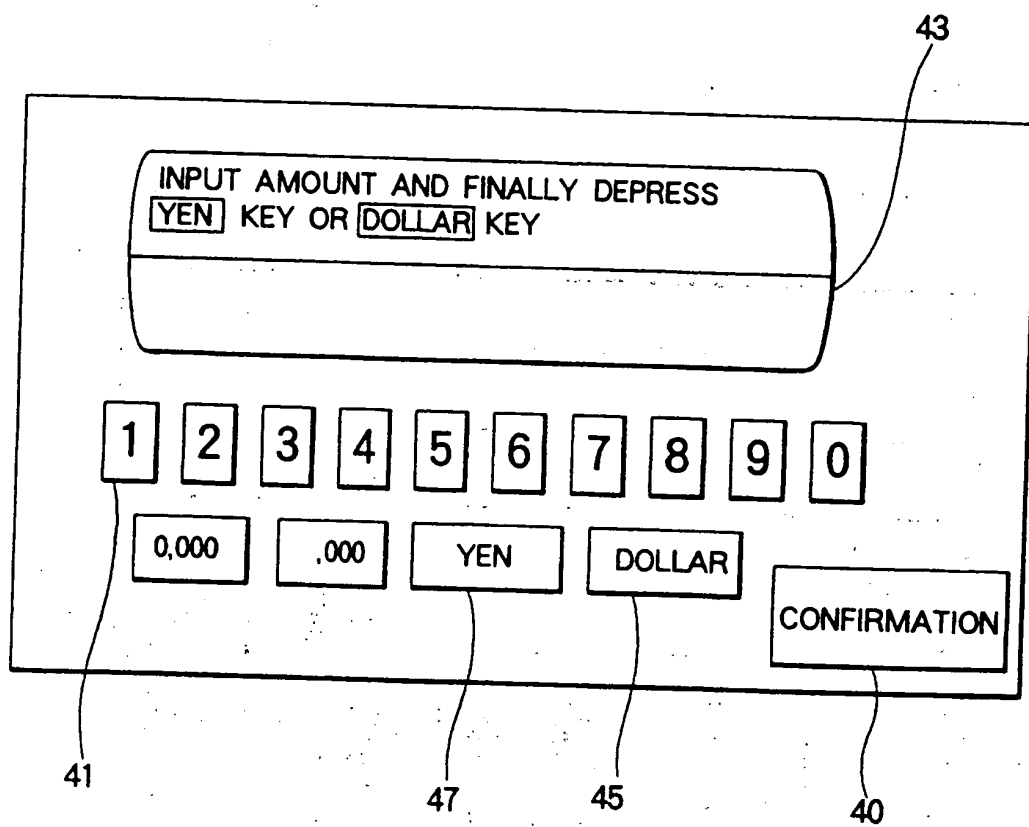 43
INPUT AMOUNT AND FINALLY DEPRESS
YEN KEY OR DOLLAR KEY
1 2 3 4 5 6 7 8 9 0
0,000 ,000 YEN DOLLAR
CONFIRMATION
41 47 45 40